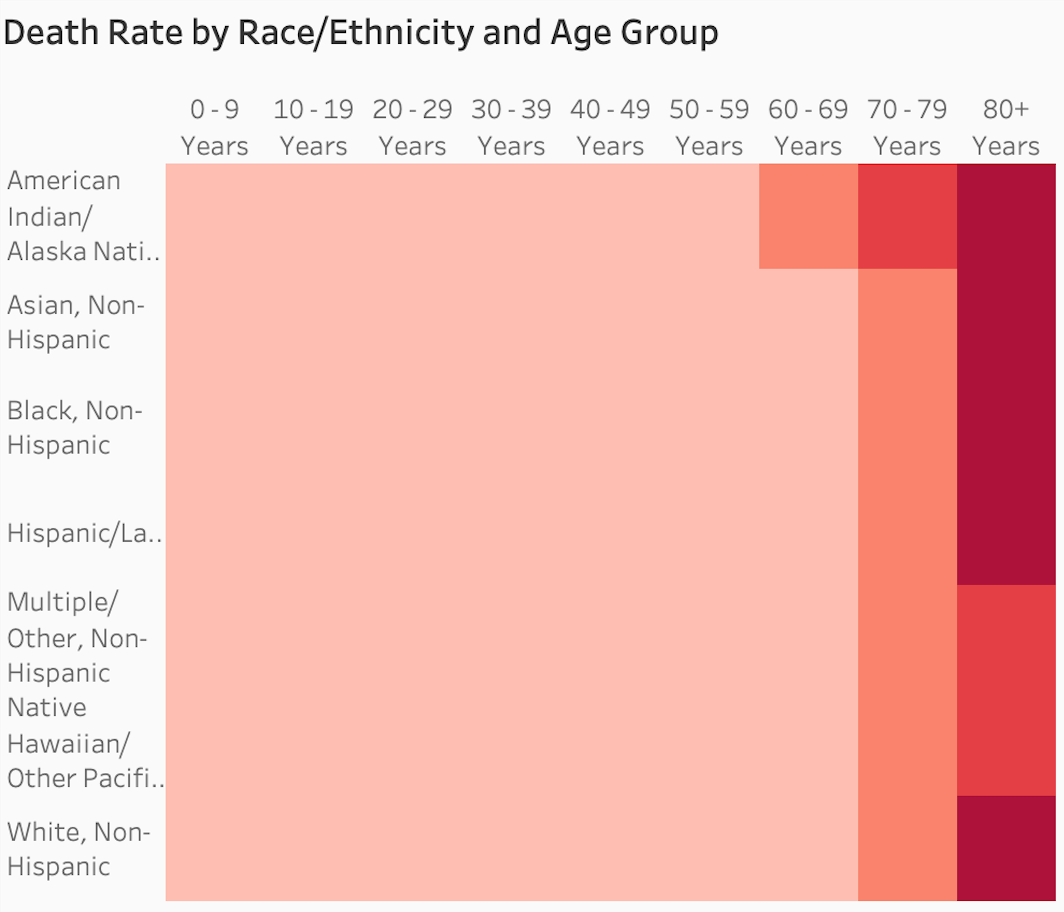 Death Rate by Race/Ethnicity and Age Group
0 - 9 10 - 19 20 - 29 30 - 39 40 - 49 50 - 59 60 - 69 70 - 79 80+
Years Years Years Years Years Years Years Years Years
American
Indian/
Alaska Nati..
Asian, Non-
Hispanic
Black, Non-
Hispanic
Hispanic/La..
Multiple/
Other, Non-
Hispanic
Native
Hawaiian/
Other Pacifi..
White, Non-
Hispanic